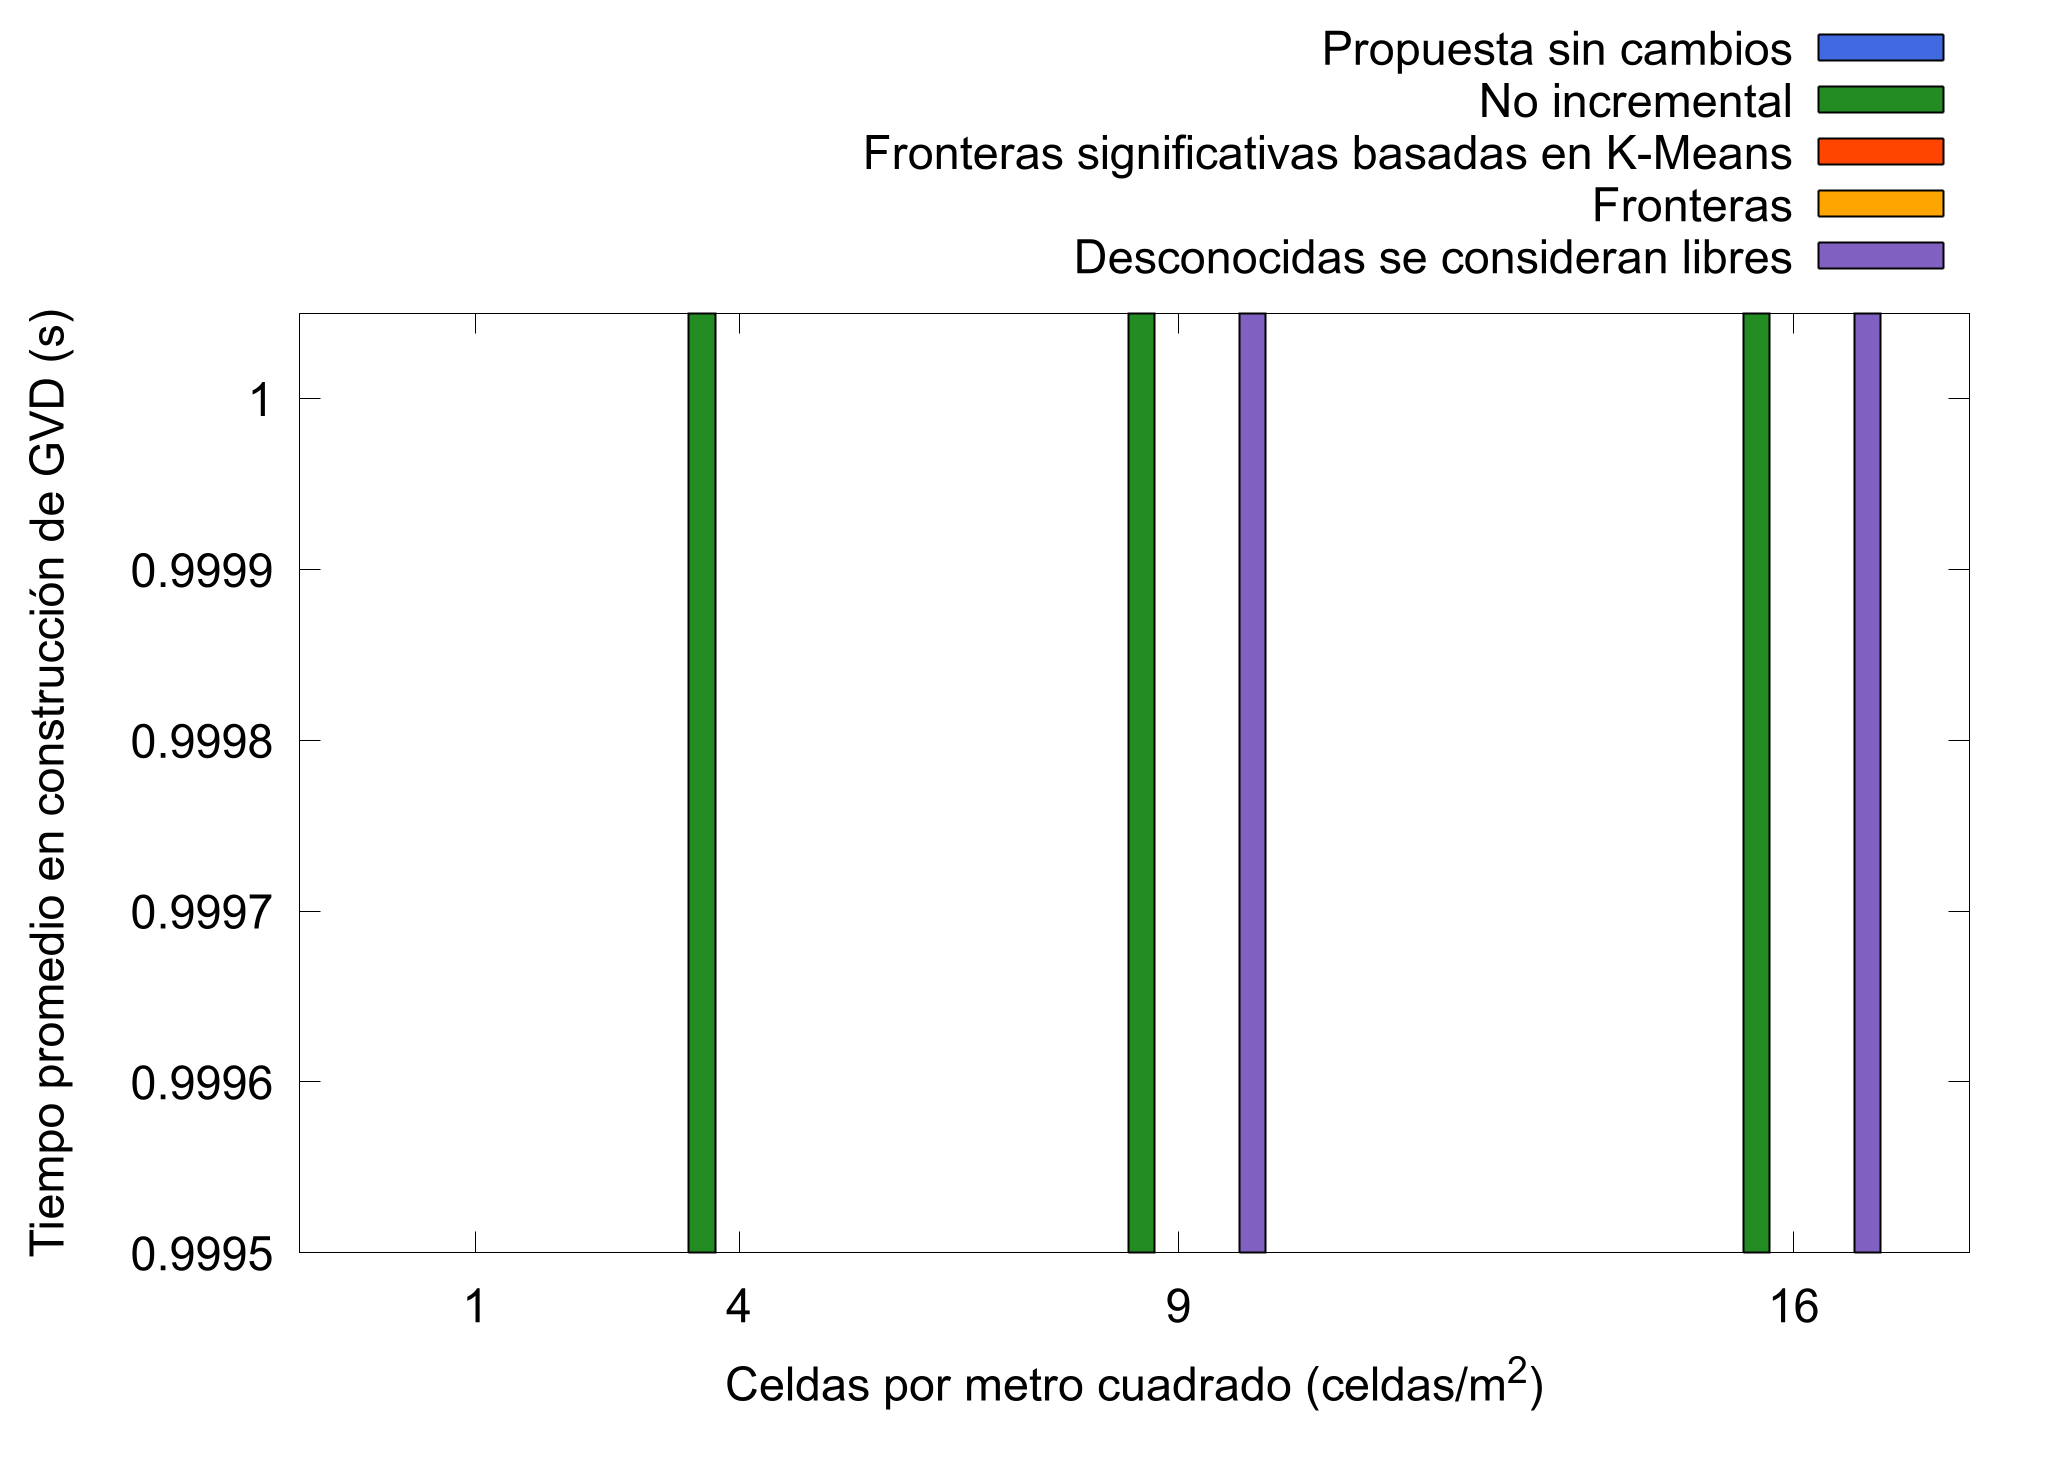 Propuesta sin cambios
No incremental
Fronteras significativas basadas en K-Means
Fronteras
Desconocidas se consideran libres
Tiempo promedio en construcción de GVD (s)
1
0.9999
0.9998
0.9997
0.9996
0.9995
1 4 9 16
Celdas por metro cuadrado (celdas/m²)